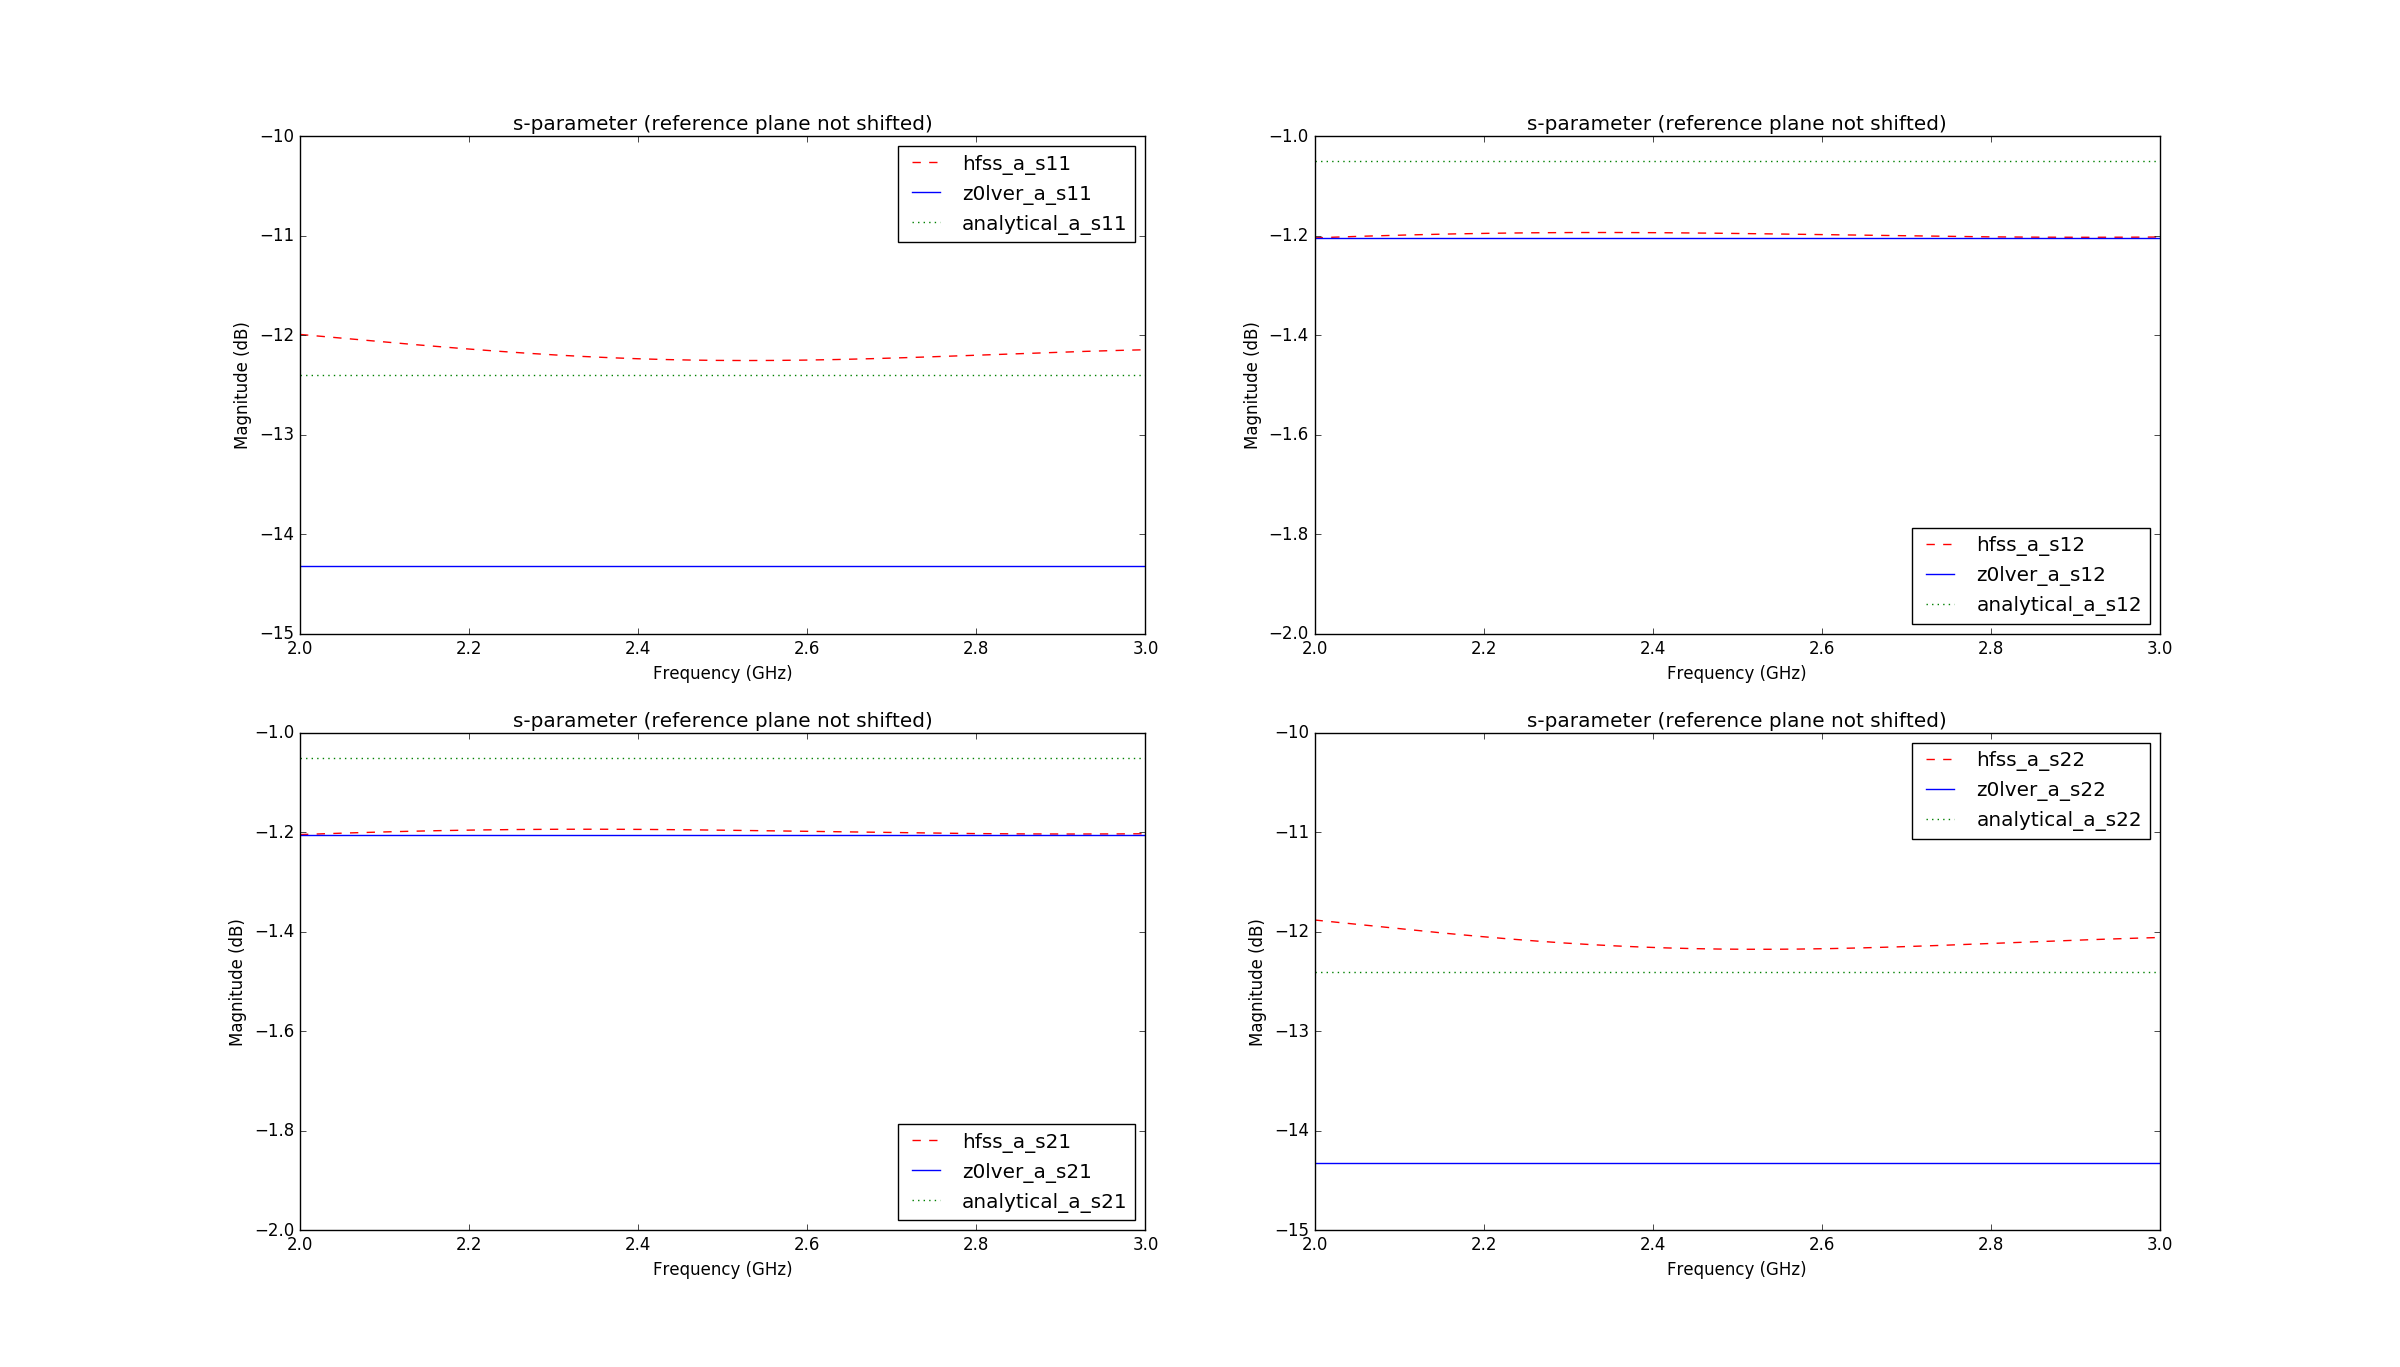 s-parameter (reference plane not shifted)
−10
−11
−12
−13
−14
−15
Magnitude (dB)
2.0 2.2 2.4 2.6 2.8 3.0
Frequency (GHz)
hfss_a_s11
z0lver_a_s11
analytical_a_s11
s-parameter (reference plane not shifted)
−1.0
−1.2
−1.4
−1.6
−1.8
−2.0
Magnitude (dB)
2.0 2.2 2.4 2.6 2.8 3.0
Frequency (GHz)
hfss_a_s12
z0lver_a_s12
analytical_a_s12
s-parameter (reference plane not shifted)
−1.0
−1.2
−1.4
−1.6
−1.8
−2.0
Magnitude (dB)
2.0 2.2 2.4 2.6 2.8 3.0
Frequency (GHz)
hfss_a_s21
z0lver_a_s21
analytical_a_s21
s-parameter (reference plane not shifted)
−10
−11
−12
−13
−14
−15
Magnitude (dB)
2.0 2.2 2.4 2.6 2.8 3.0
Frequency (GHz)
hfss_a_s22
z0lver_a_s22
analytical_a_s22